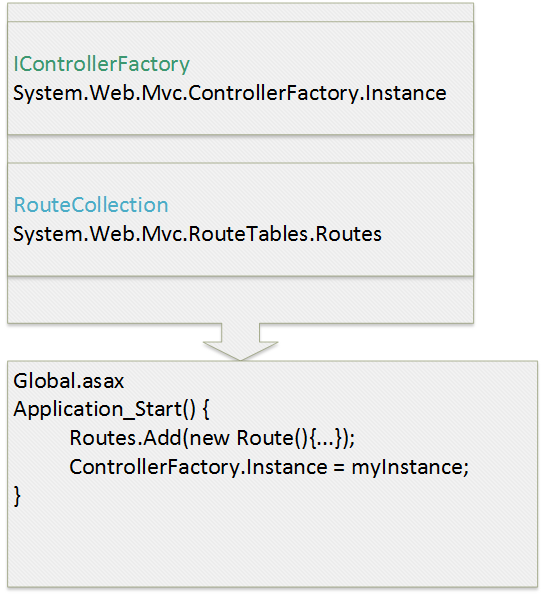 IControllerFactory
System.Web.Mvc.ControllerFactory.Instance
RouteCollection
System.Web.Mvc.RouteTables.Routes
Global.asax
Application_Start() {
Routes.Add(new Route(){...});
ControllerFactory.Instance = myInstance;
}